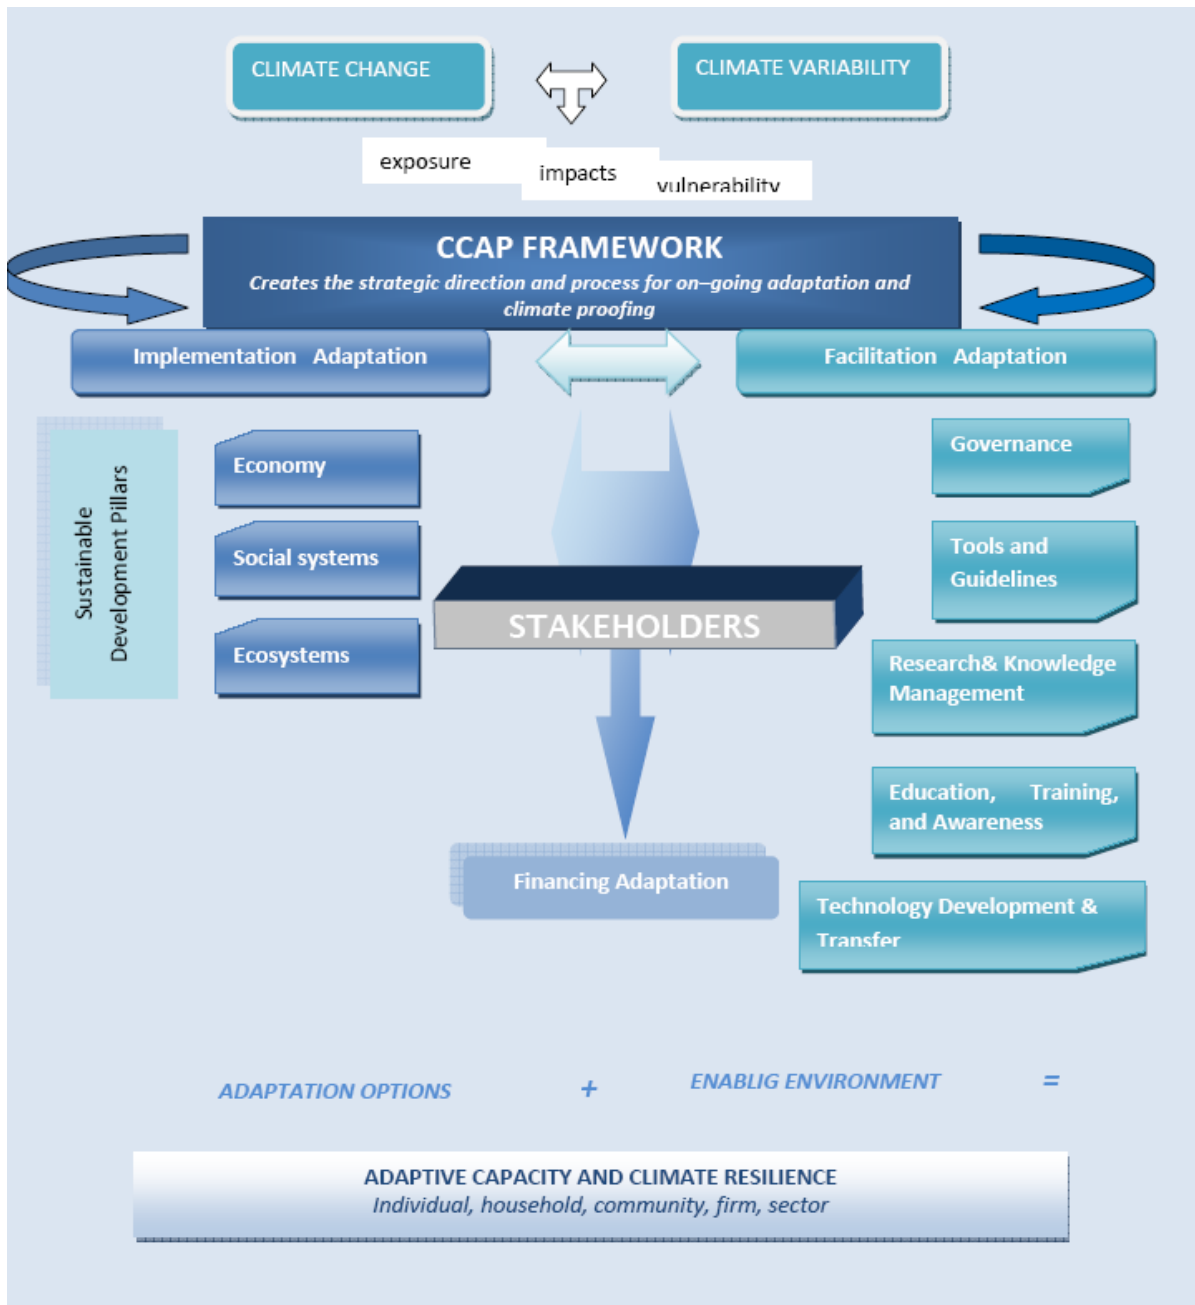 CLIMATE CHANGE
CLIMATE VARIABILITY
exposure
impacts
vulnerability
CCAP FRAMEWORK
Creates the strategic direction and process for on–going adaptation and
climate proofing
Implementation Adaptation
Facilitation Adaptation
Sustainable
Development Pillars
Economy
Social systems
Ecosystems
Governance
Tools and
Guidelines
STAKEHOLDERS
Research& Knowledge
Management
Education, Training,
and Awareness
Financing Adaptation
Technology Development &
Transfer
ADAPTATION OPTIONS + ENABLIG ENVIRONMENT =
ADAPTIVE CAPACITY AND CLIMATE RESILIENCE
Individual, household, community, firm, sector